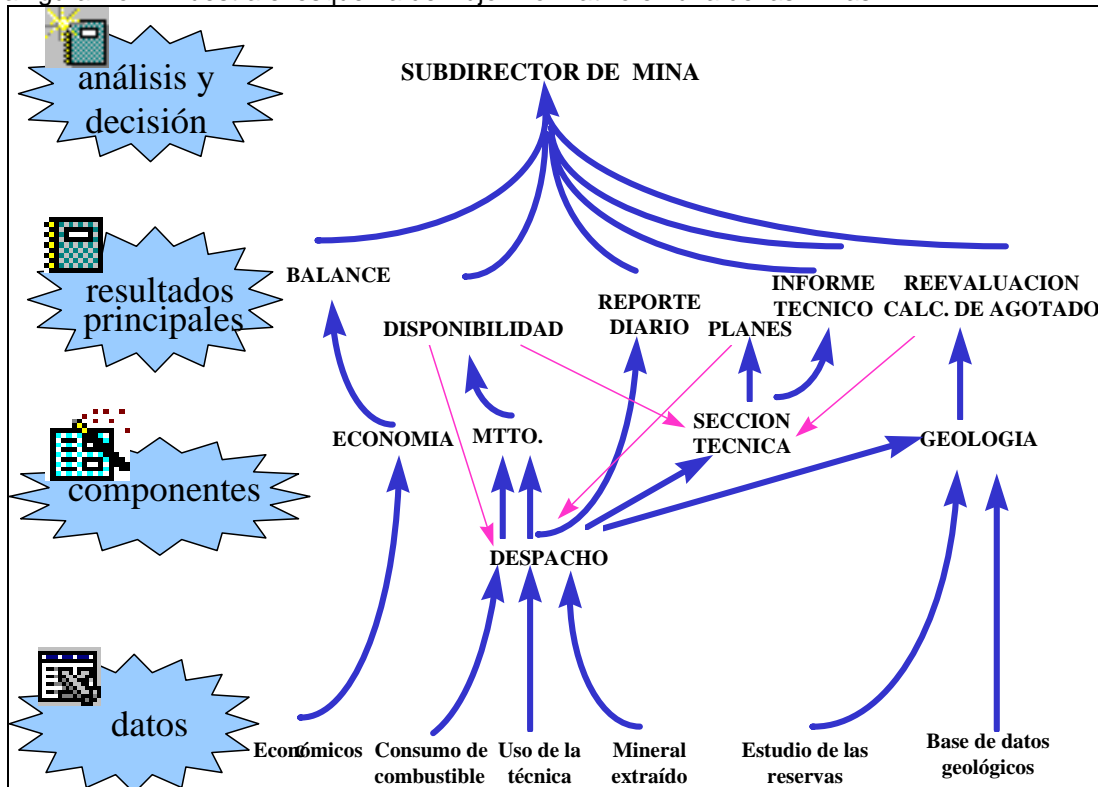 análisis y
decisión
SUBDIRECTOR DE MINA
resultados
principales
BALANCE
DISPONIBILIDAD
REPORTE
DIARIO
PLANES
INFORME
TECNICO
REEVALUACION
CALC. DE AGOTADO
componentes
ECONOMIA
MTTO.
SECCION
TECNICA
GEOLOGIA
DESPACHO
datos
Económicos
Consumo de
combustible
Uso de la
técnica
Mineral
extraído
Estudio de las
reservas
Base de datos
geológicos